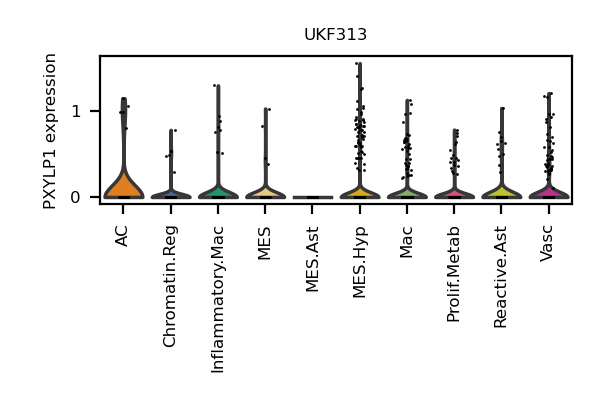 UKF313
PXYLP1 expression
1
0
AC
Chromatin.Reg
Inflammatory.Mac
MES
MES.Ast
MES.Hyp
Mac
Prolif.Metab
Reactive.Ast
Vasc